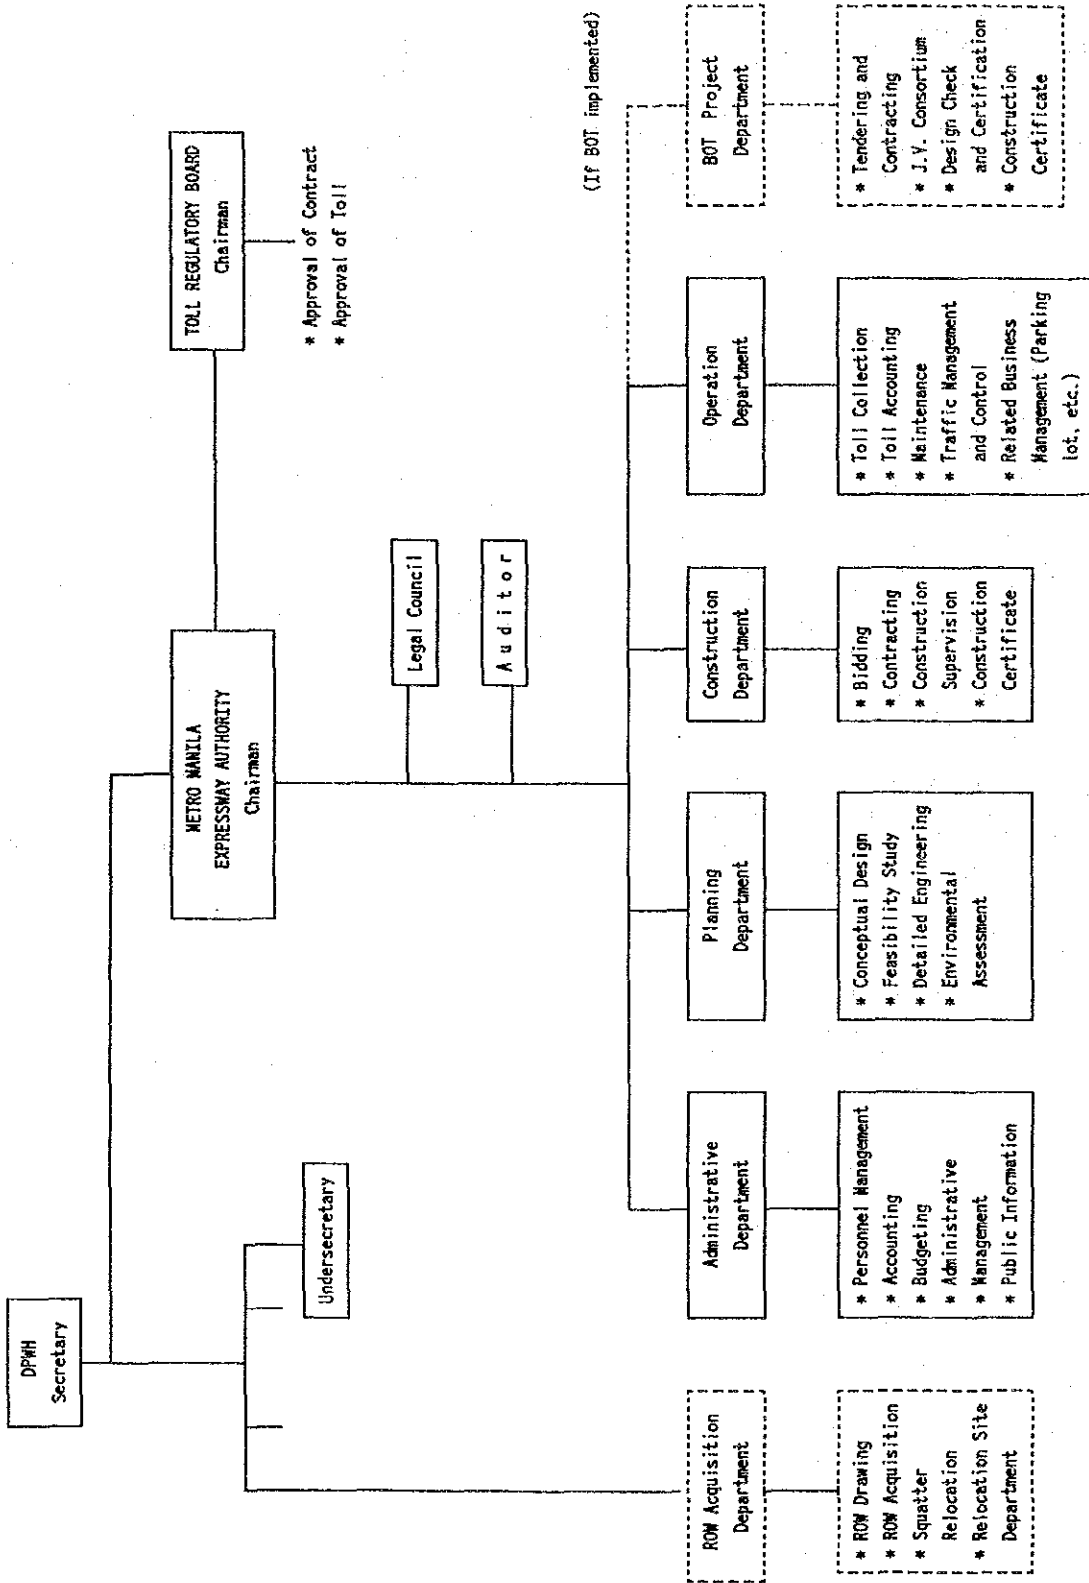 DPWH
Secretary
METRO MANILA
EXPRESSWAY AUTHORITY
Chairman
TOLL REGULATORY BOARD
Chairman
* Approval of Contract
* Approval of Toll
Undersecretary
Legal Council
Auditor
(If BOT implemented)
ROW Acquisition
Department
* ROW Drawing
* ROW Acquisition
* Squatter
Relocation
* Relocation Site
Department
Administrative
Department
* Personnel Management
* Accounting
* Budgeting
* Administrative
* Management
* Public Information
Planning
Department
* Conceptual Design
* Feasibility Study
* Detailed Engineering
* Environmental
Assessment
Construction
Department
* Bidding
* Contracting
* Construction
Supervision
* Construction
Certificate
Operation
Department
* Toll Collection
* Toll Accounting
* Maintenance
* Traffic Management
and Control
* Related Business
Management (Parking
lot, etc.)
BOT Project
Department
* Tendering and
Contracting
* J.V. Consortium
* Design Check
and Certification
* Construction
Certificate